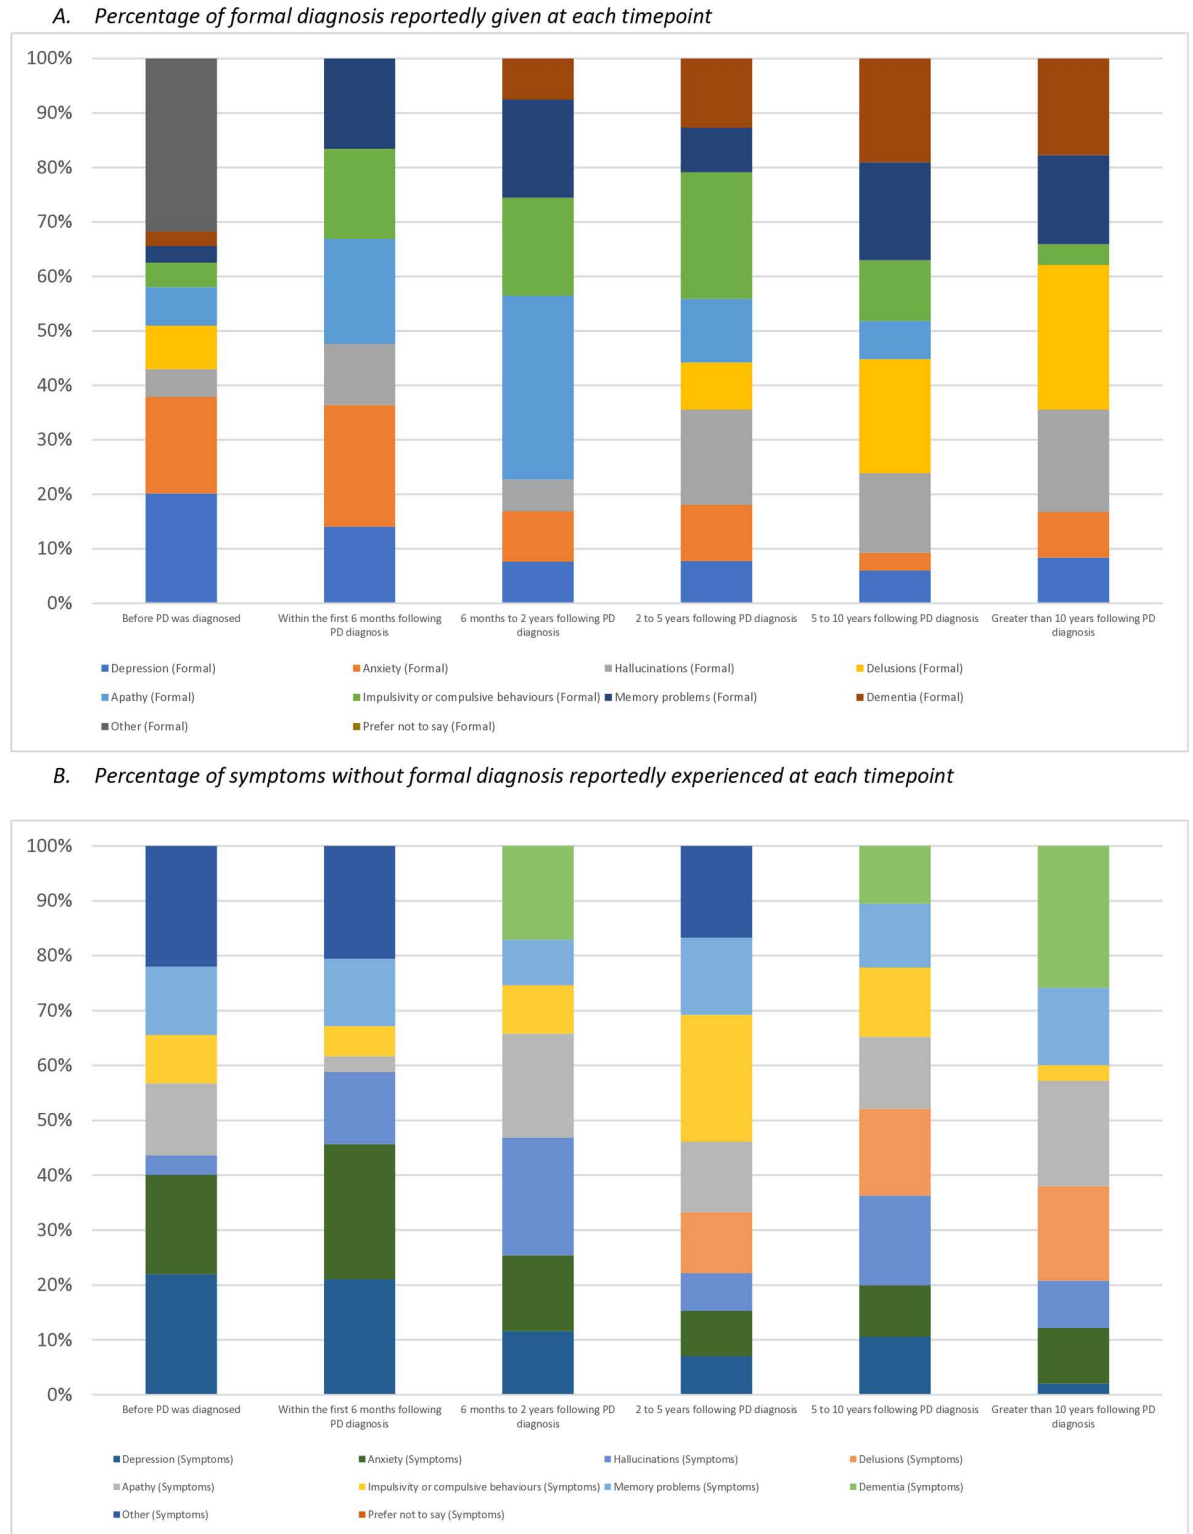 A. Percentage of formal diagnosis reportedly given at each timepoint
100%
90%
80%
70%
60%
50%
40%
30%
20%
10%
0%
Before PD was diagnosed
Within the first 6 months following
PD diagnosis
6 months to 2 years following PD
diagnosis
2 to 5 years following PD diagnosis
5 to 10 years following PD diagnosis
Greater than 10 years following PD
diagnosis
Depression (Formal)
Anxiety (Formal)
Hallucinations (Formal)
Delusions (Formal)
Apathy (Formal)
Impulsivity or compulsive behaviours (Formal)
Memory problems (Formal)
Dementia (Formal)
Other (Formal)
Prefer not to say (Formal)
B. Percentage of symptoms without formal diagnosis reportedly experienced at each timepoint
100%
90%
80%
70%
60%
50%
40%
30%
20%
10%
0%
Before PD was diagnosed
Within the first 6 months following
PD diagnosis
6 months to 2 years following PD
diagnosis
2 to 5 years following PD diagnosis
5 to 10 years following PD diagnosis
Greater than 10 years following PD
diagnosis
Depression (Symptoms)
Anxiety (Symptoms)
Hallucinations (Symptoms)
Delusions (Symptoms)
Apathy (Symptoms)
Impulsivity or compulsive behaviours (Symptoms)
Memory problems (Symptoms)
Dementia (Symptoms)
Other (Symptoms)
Prefer not to say (Symptoms)